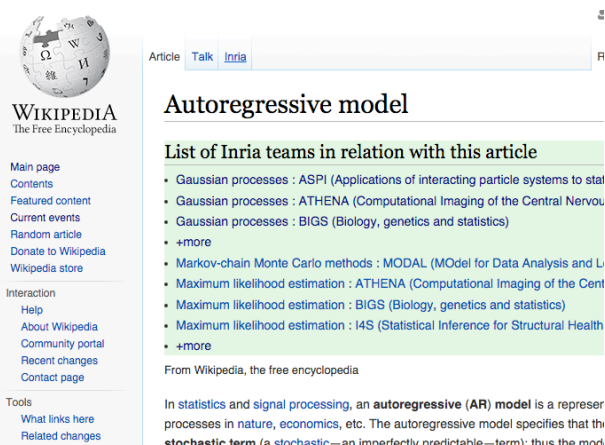 WIKIPEDIA
The Free Encyclopedia
Main page
Contents
Featured content
Current events
Random article
Donate to Wikipedia
Wikipedia store
Interaction
Help
About Wikipedia
Community portal
Recent changes
Contact page
Tools
What links here
Related changes
Article Talk Inria
Autoregressive model
List of Inria teams in relation with this article
Gaussian processes : ASPI (Applications of interacting particle systems to
Gaussian processes : ATHENA (Computational Imaging of the Central
Gaussian processes : BIGS (Biology, genetics and statistics)
+more
Markov-chain Monte Carlo methods : MODAL (MOdel for Data Analysis and
Maximum likelihood estimation : ATHENA (Computational Imaging of the
Maximum likelihood estimation : BIGS (Biology, genetics and statistics)
Maximum likelihood estimation : I4S (Statistical Inference for Structural Health
+more
From Wikipedia, the free encyclopedia
In statistics and signal processing, an autoregressive (AR) model is a
processes in nature, economics, etc. The autoregressive model specifies that
stochastic term (a stochastic—an imperfectly predictable—term); thus the